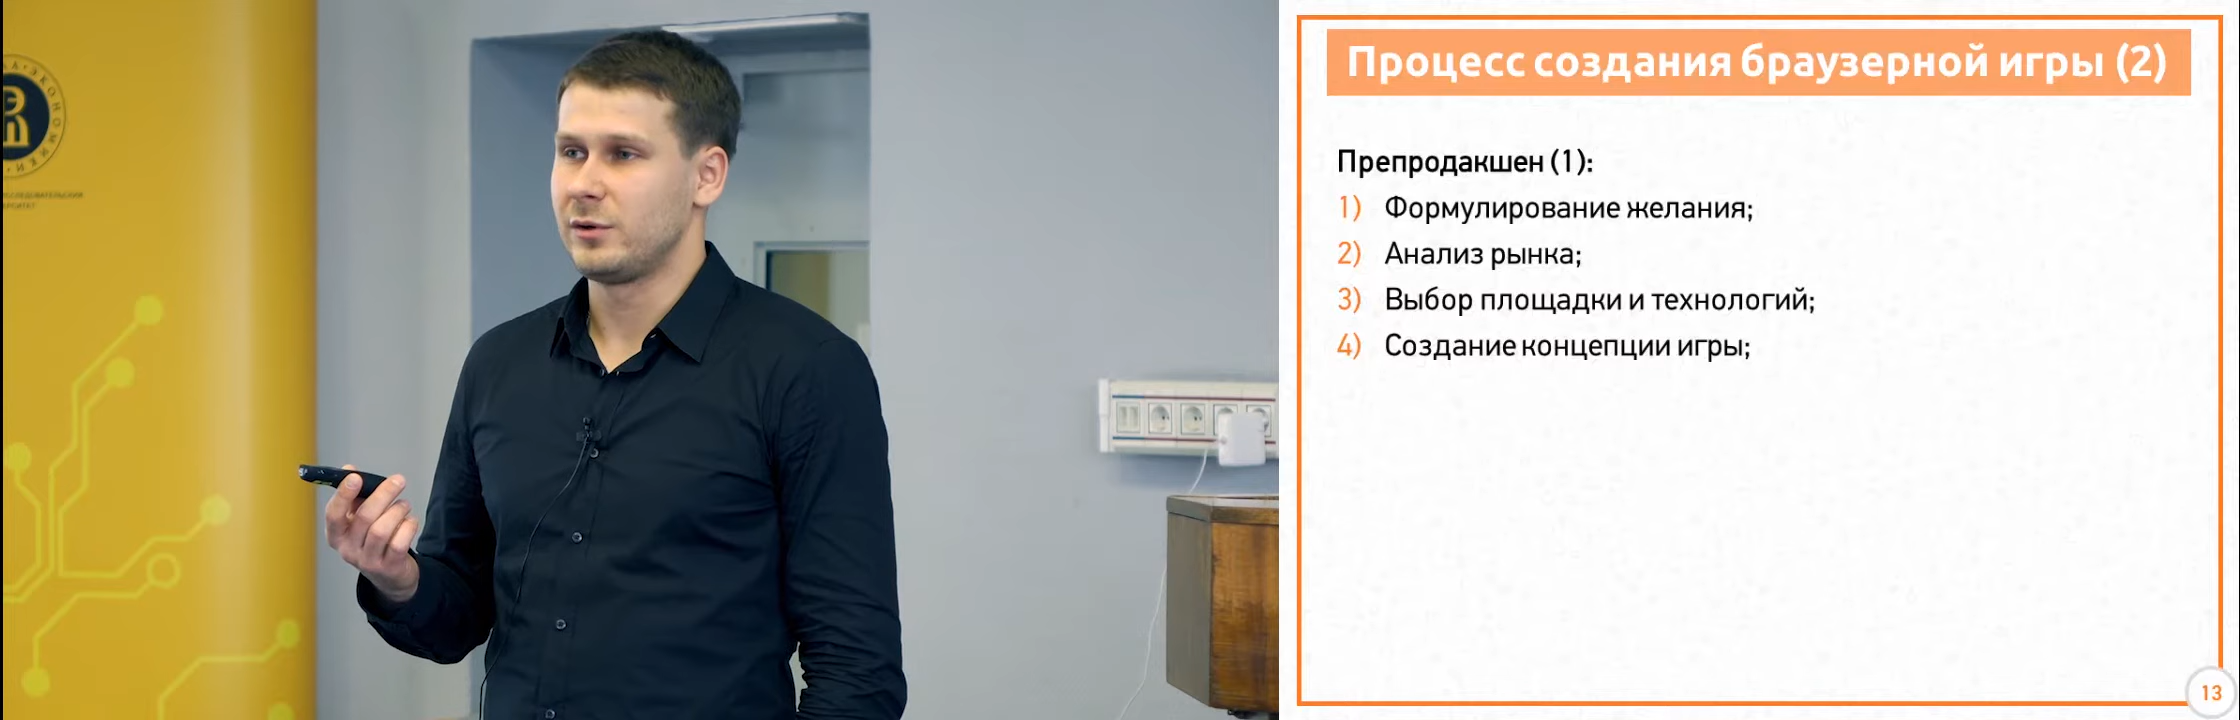 Процесс создания браузерной игры (2)
Препродакшен (1):
1) Формулирование желания;
2) Анализ рынка;
3) Выбор площадки и технологий;
4) Создание концепции игры;
13